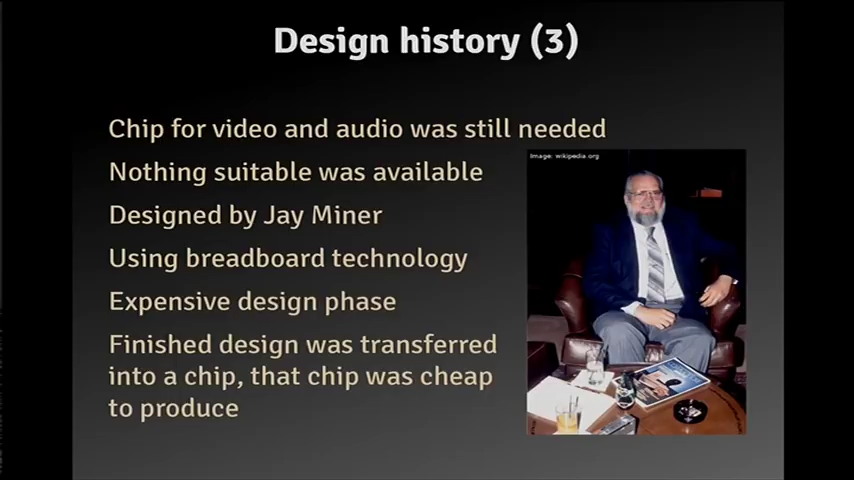 Design history (3)
Chip for video and audio was still needed
Nothing suitable was available
Image: wikipedia.org
Designed by Jay Miner
Using breadboard technology
Expensive design phase
Finished design was transferred
into a chip, that chip was cheap
to produce